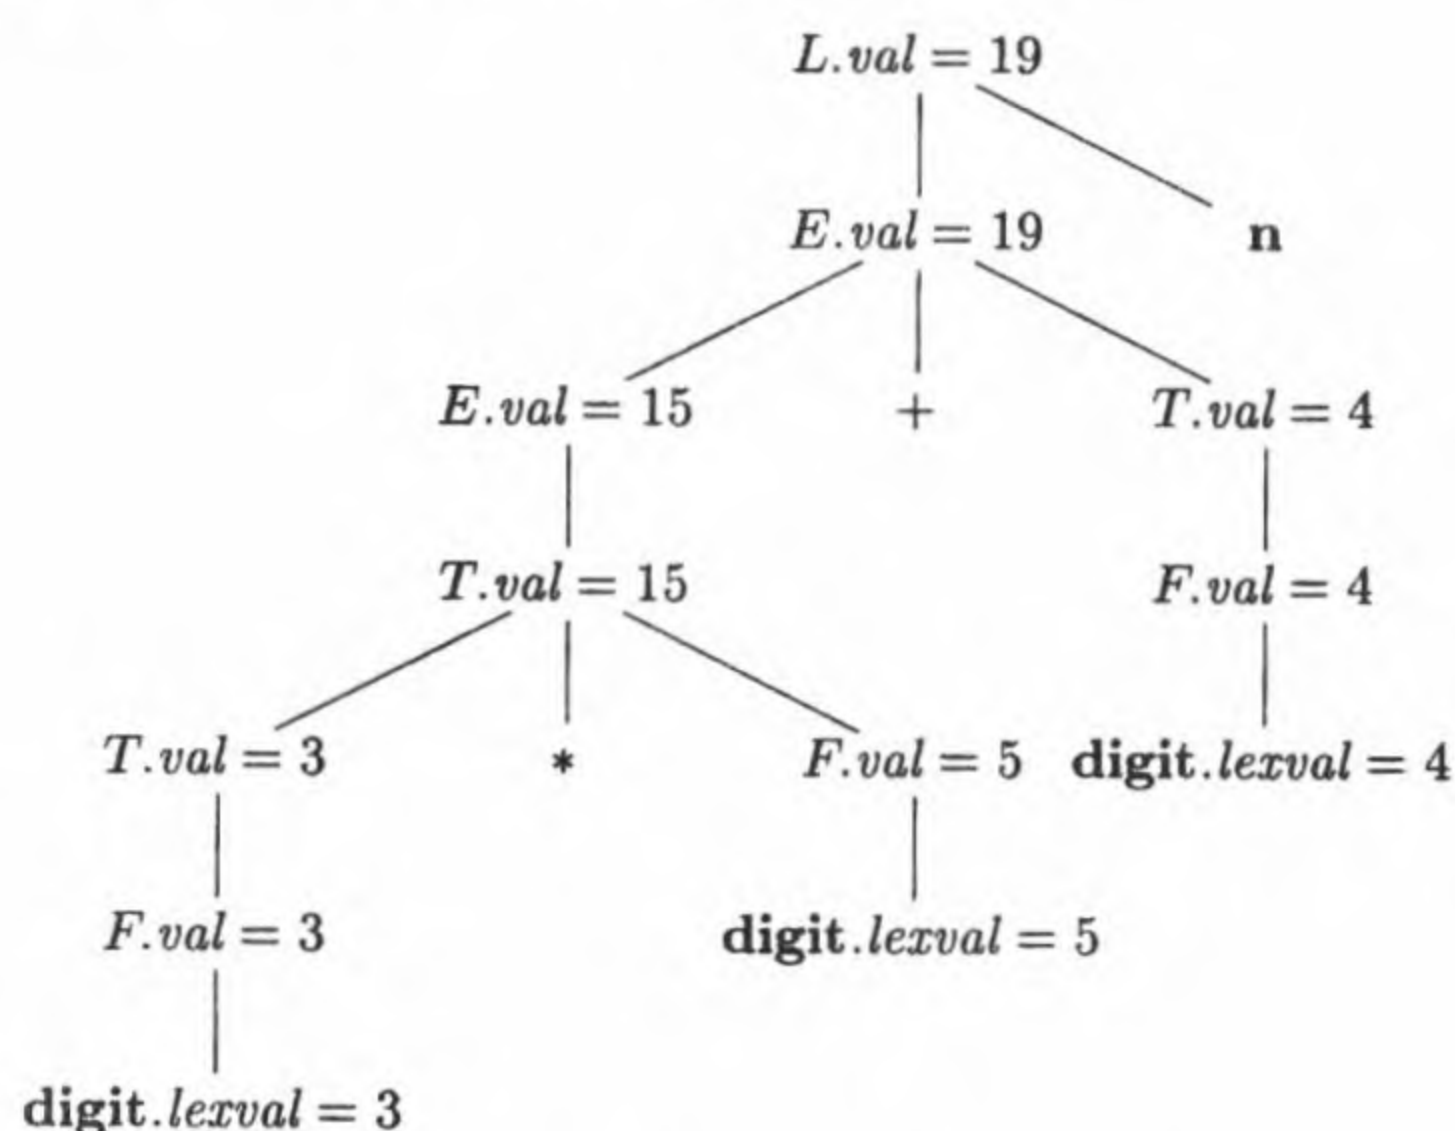 L.val = 19
E.val = 19 n
E.val = 15 + T.val = 4
T.val = 15 F.val = 4
T.val = 3 * F.val = 5 digit.lexval = 4
F.val = 3 digit.lexval = 5
digit.lexval = 3